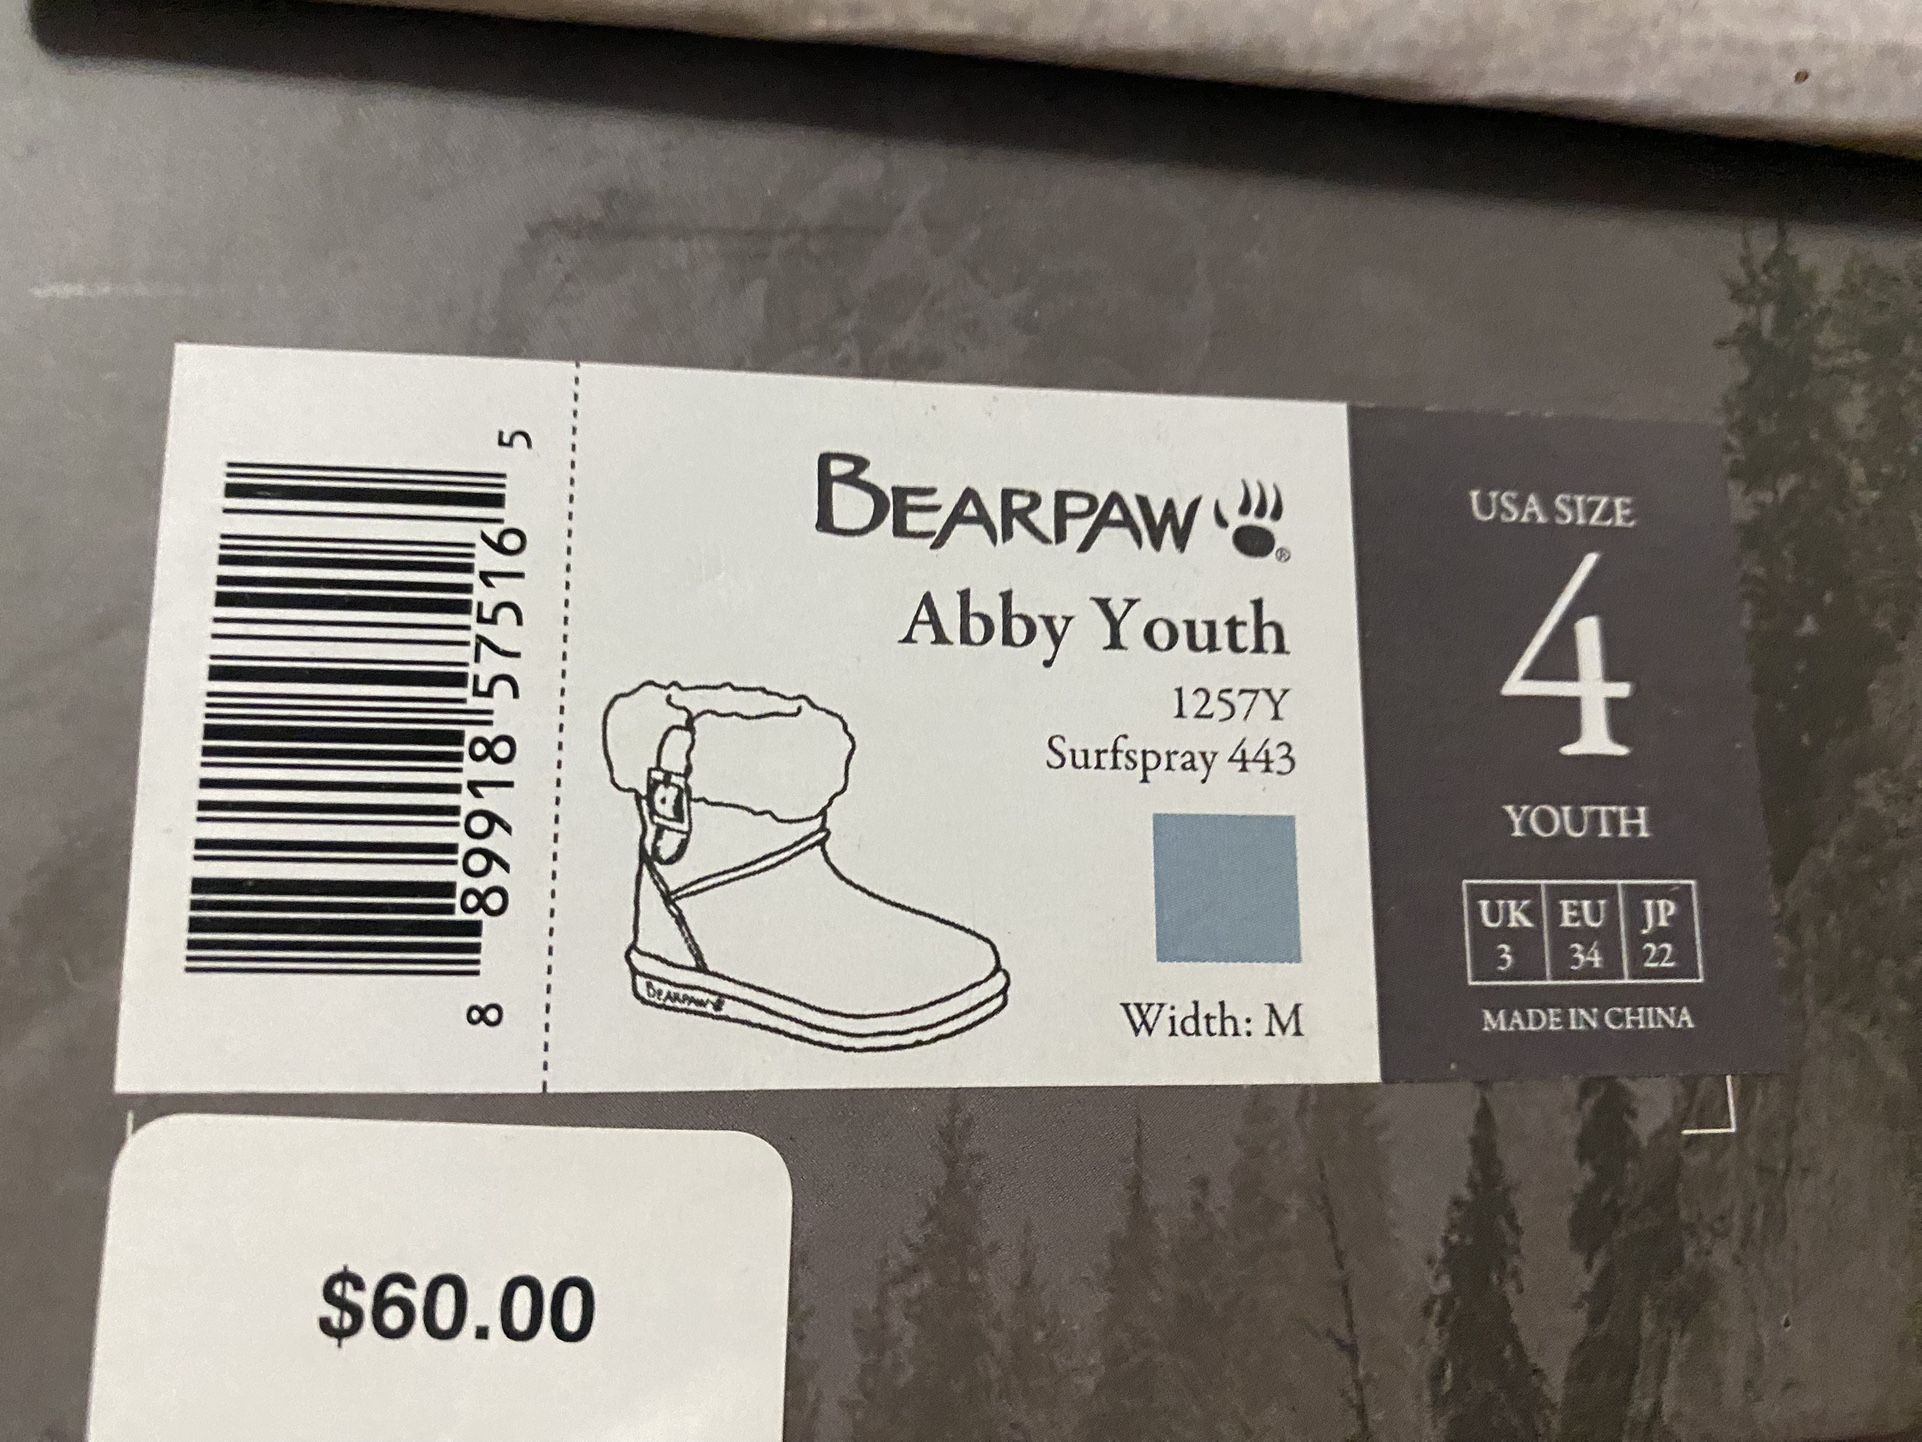 8 89918 57516 5
BEARPAW ®
Abby Youth
1257Y
Surfspray 443
BEARPAW
Width: M
USA SIZE
4
YOUTH
UK EU JP
3 34 22
MADE IN CHINA
$60.00